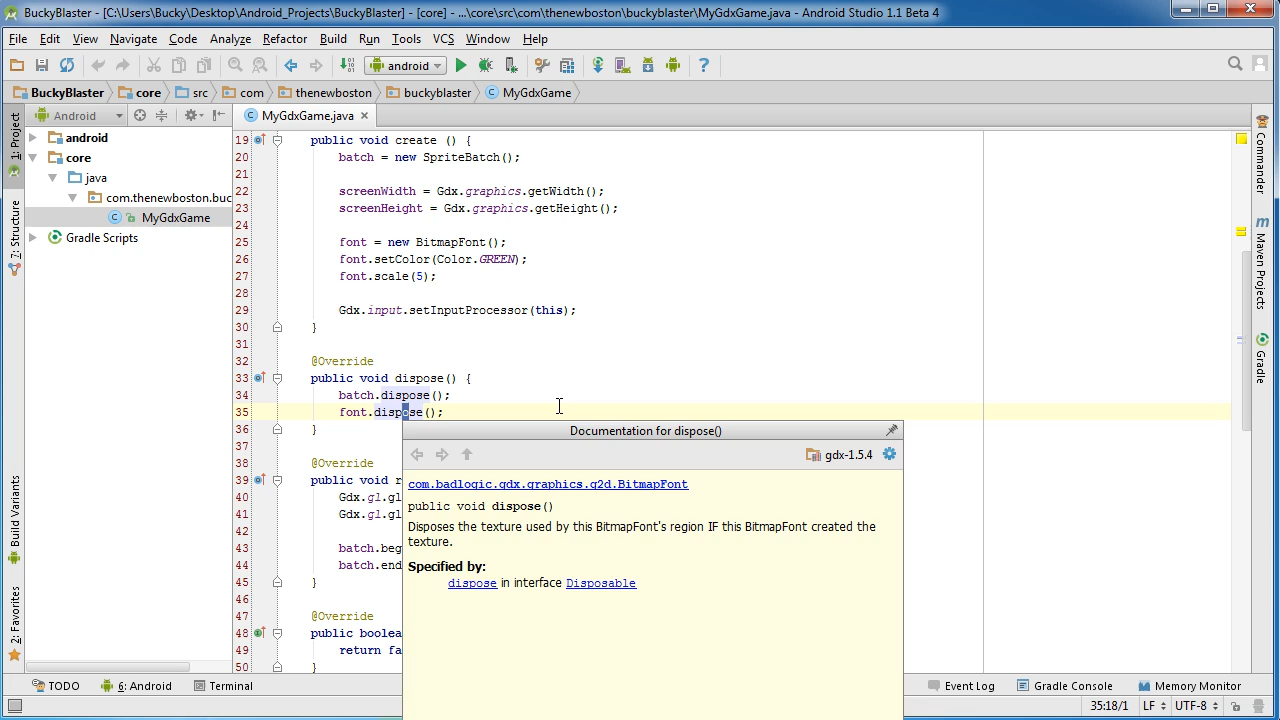 BuckyBlaster - [C:\Users\Bucky\Desktop\Android_Projects\BuckyBlaster] - [core] - ...\core\src\com\thenewboston\buckyblaster\MyGdxGame.java - Android Studio 1.1 Beta 4
File Edit View Navigate Code Analyze Refactor Build Run Tools VCS Window Help
android
BuckyBlaster core src com thenewboston buckyblaster MyGdxGame
Android
MyGdxGame.java
1: Project
7: Structure
Build Variants
2: Favorites
android
core
java
com.thenewboston.buc
MyGdxGame
Gradle Scripts
19 public void create () {
20 batch = new SpriteBatch();
21
22 screenWidth = Gdx.graphics.getWidth();
23 screenHeight = Gdx.graphics.getHeight();
24
25 font = new BitmapFont();
26 font.setColor(Color.GREEN);
27 font.scale(5);
28
29 Gdx.input.setInputProcessor(this);
30 }
31
32 @Override
33 public void dispose() {
34 batch.dispose();
35 font.dispose();
36 }
37
38 @Override
39 public void r
40 Gdx.gl.gl
41 Gdx.gl.gl
42
43 batch.beg
44 batch.end
45 }
46
47 @Override
48 public boolea
49 return fa
50 }
Documentation for dispose()
gdx-1.5.4
com.badlogic.gdx.graphics.g2d.BitmapFont
public void dispose()
Disposes the texture used by this BitmapFont's region IF this BitmapFont created the
texture.
Specified by:
dispose in interface Disposable
Commander
Maven Projects
Gradle
TODO 6: Android Terminal Event Log Gradle Console Memory Monitor
35:18/1 LF UTF-8